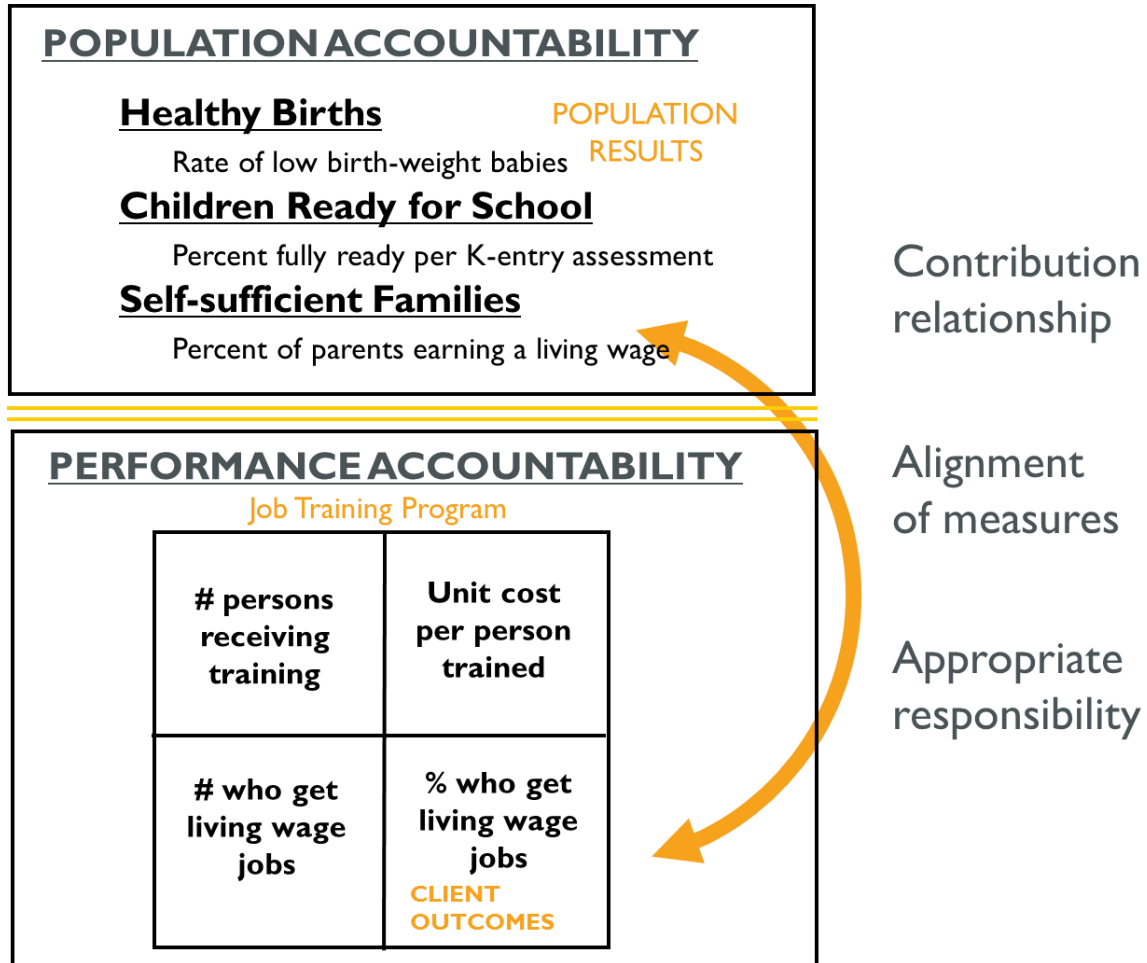 POPULATION ACCOUNTABILITY
Healthy Births
POPULATION
RESULTS
Rate of low birth-weight babies
Children Ready for School
Percent fully ready per K-entry assessment
Self-sufficient Families
Percent of parents earning a living wage
Contribution
relationship
Alignment
of measures
Appropriate
responsibility
PERFORMANCE ACCOUNTABILITY
Job Training Program
# persons
receiving
training
Unit cost
per person
trained
# who get
living wage
jobs
% who get
living wage
jobs
CLIENT
OUTCOMES